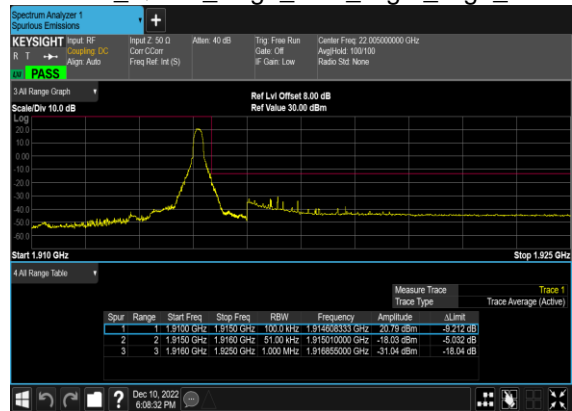 Spectrum Analyzer 1
Spurious Emissions
KEYSIGHT Input: RF Input Z: 50 Ω Atten: 40 dB Trig: Free Run Center Freq: 22.005000000 GHz
R T Coupling: DC Corr CCorr Gate: Off Avg|Hold: 100/100
Align: Auto Freq Ref: Int (S) IF Gain: Low Radio Std: None
LW PASS
3 All Range Graph Ref Lvl Offset 8.00 dB
Scale/Div 10.0 dB Ref Value 30.00 dBm
Log
20.0
10.0
0.00
-10.0
-20.0
-30.0
-40.0
-50.0
-60.0
Start 1.910 GHz Stop 1.925 GHz
4 All Range Table
Measure Trace Trace 1
Trace Type Trace Average (Active)
Spur Range Start Freq Stop Freq RBW Frequency Amplitude ΔLimit
1 1 1.9100 GHz 1.9150 GHz 100.0 kHz 1.914608333 GHz 20.79 dBm -9.212 dB
2 2 1.9150 GHz 1.9160 GHz 51.00 kHz 1.915010000 GHz -18.03 dBm -5.032 dB
3 3 1.9160 GHz 1.9250 GHz 1.000 MHz 1.916855000 GHz -31.04 dBm -18.04 dB
Dec 10, 2022
6:08:32 PM